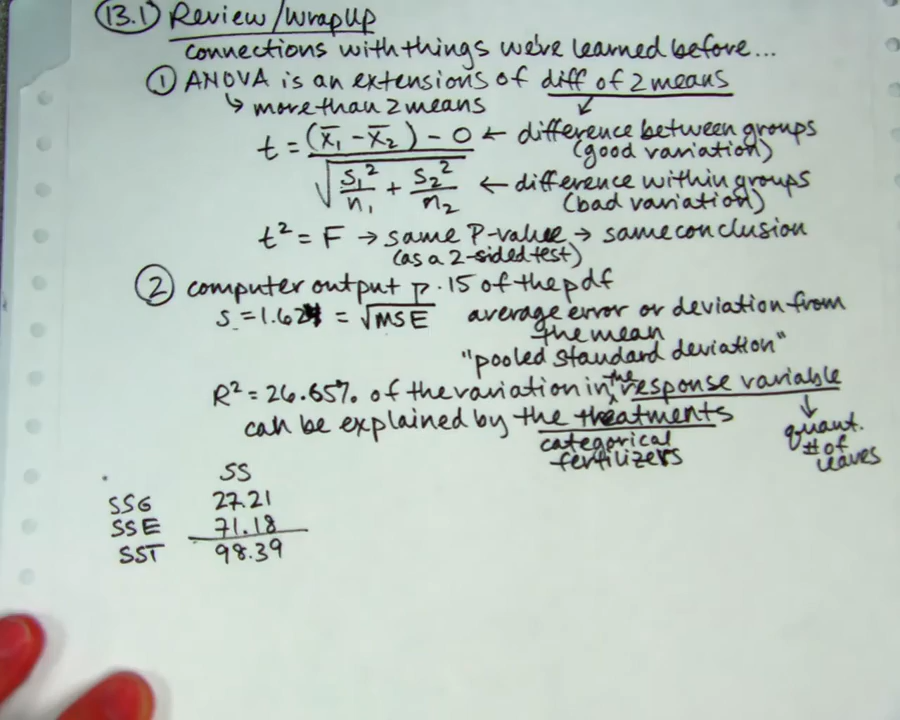 13.1 Review/WrapUp
connections with things we've learned before...
① ANOVA is an extensions of diff of 2 means
↳ more than 2 means
t = (x̄₁ - x̄₂) - 0 ← difference between groups
(good variation)
√ s₁²/n₁ + s₂²/n₂ ← difference within groups
(bad variation)
t² = F → same P-value → same conclusion
(as a 2-sided test)
② computer output p. 15 of the pdf
s = 1.624 = √MSE average error or deviation from
the mean
"pooled standard deviation"
R² = 26.65% of the variation in the response variable
can be explained by the treatments
quant.
# of
leaves
categorical
fertilizers
SS
SSG 27.21
SSE 71.18
SST 98.39